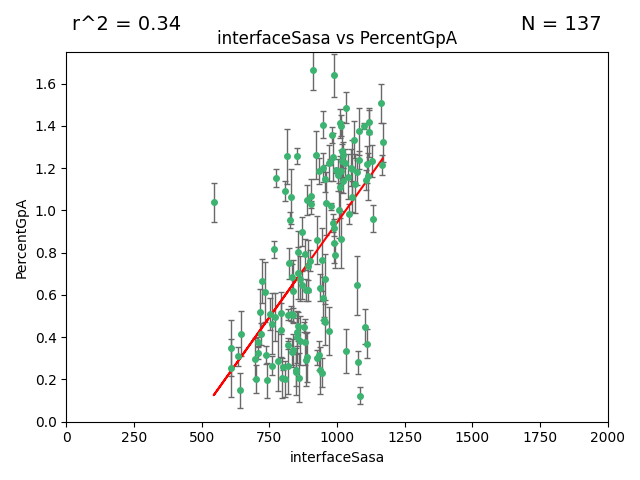 r^2 = 0.34
N = 137
interfaceSasa vs PercentGpA
PercentGpA
1.6
1.4
1.2
1.0
0.8
0.6
0.4
0.2
0.0
0 250 500 750 1000 1250 1500 1750 2000
interfaceSasa